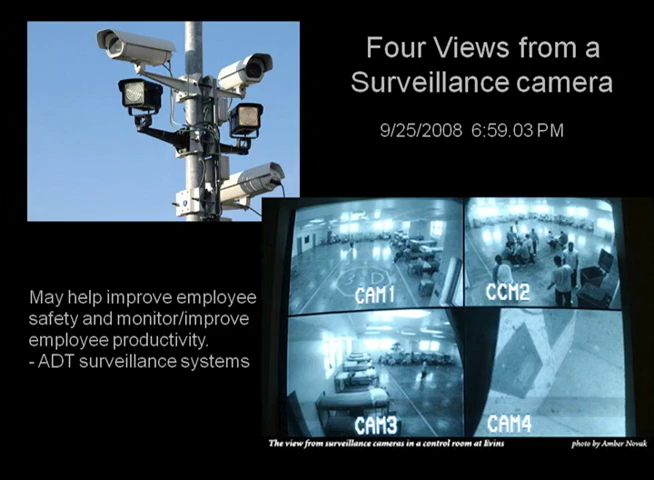 Four Views from a
Surveillance camera
9/25/2008 6:59.03 PM
May help improve employee
safety and monitor/improve
employee productivity.
- ADT surveillance systems
CAM1
CCM2
CAM3
CAM4
The view from surveillance cameras in a control room at Evins
photo by Amber Novak